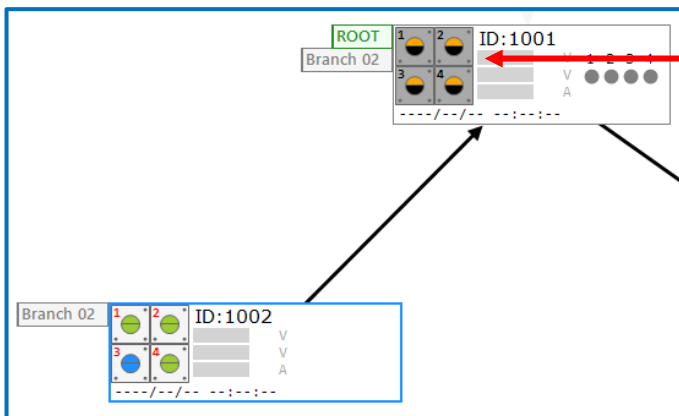 ROOT
Branch 02
1 2
3 4
ID:1001
V 1 2 3 4
V
A
----/--/-- --:--:--
Branch 02
1 2
3 4
ID:1002
V
V
A
----/--/-- --:--:--